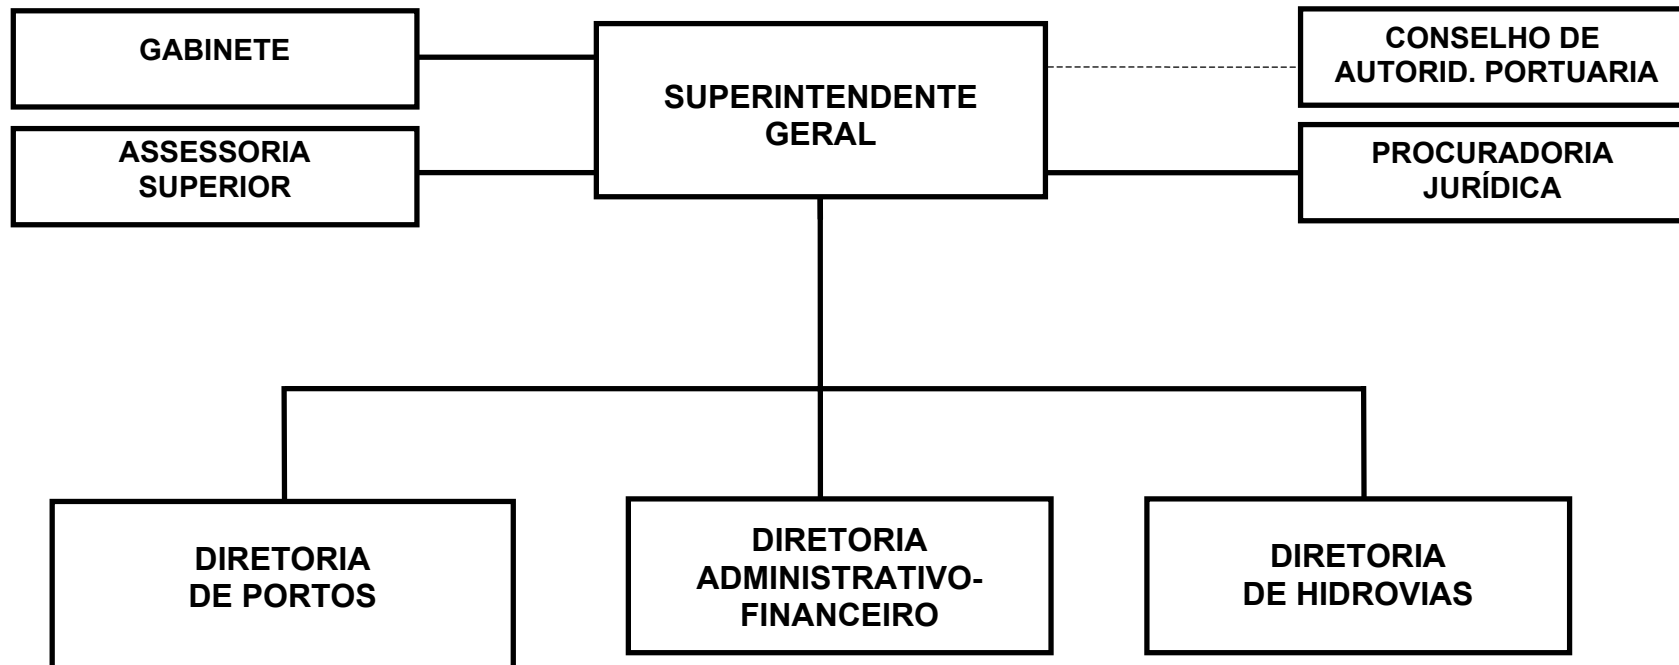 GABINETE
SUPERINTENDENTE
GERAL
CONSELHO DE
AUTORID. PORTUARIA
ASSESSORIA
SUPERIOR
PROCURADORIA
JURÍDICA
DIRETORIA
DE PORTOS
DIRETORIA
ADMINISTRATIVO-
FINANCEIRO
DIRETORIA
DE HIDROVIAS